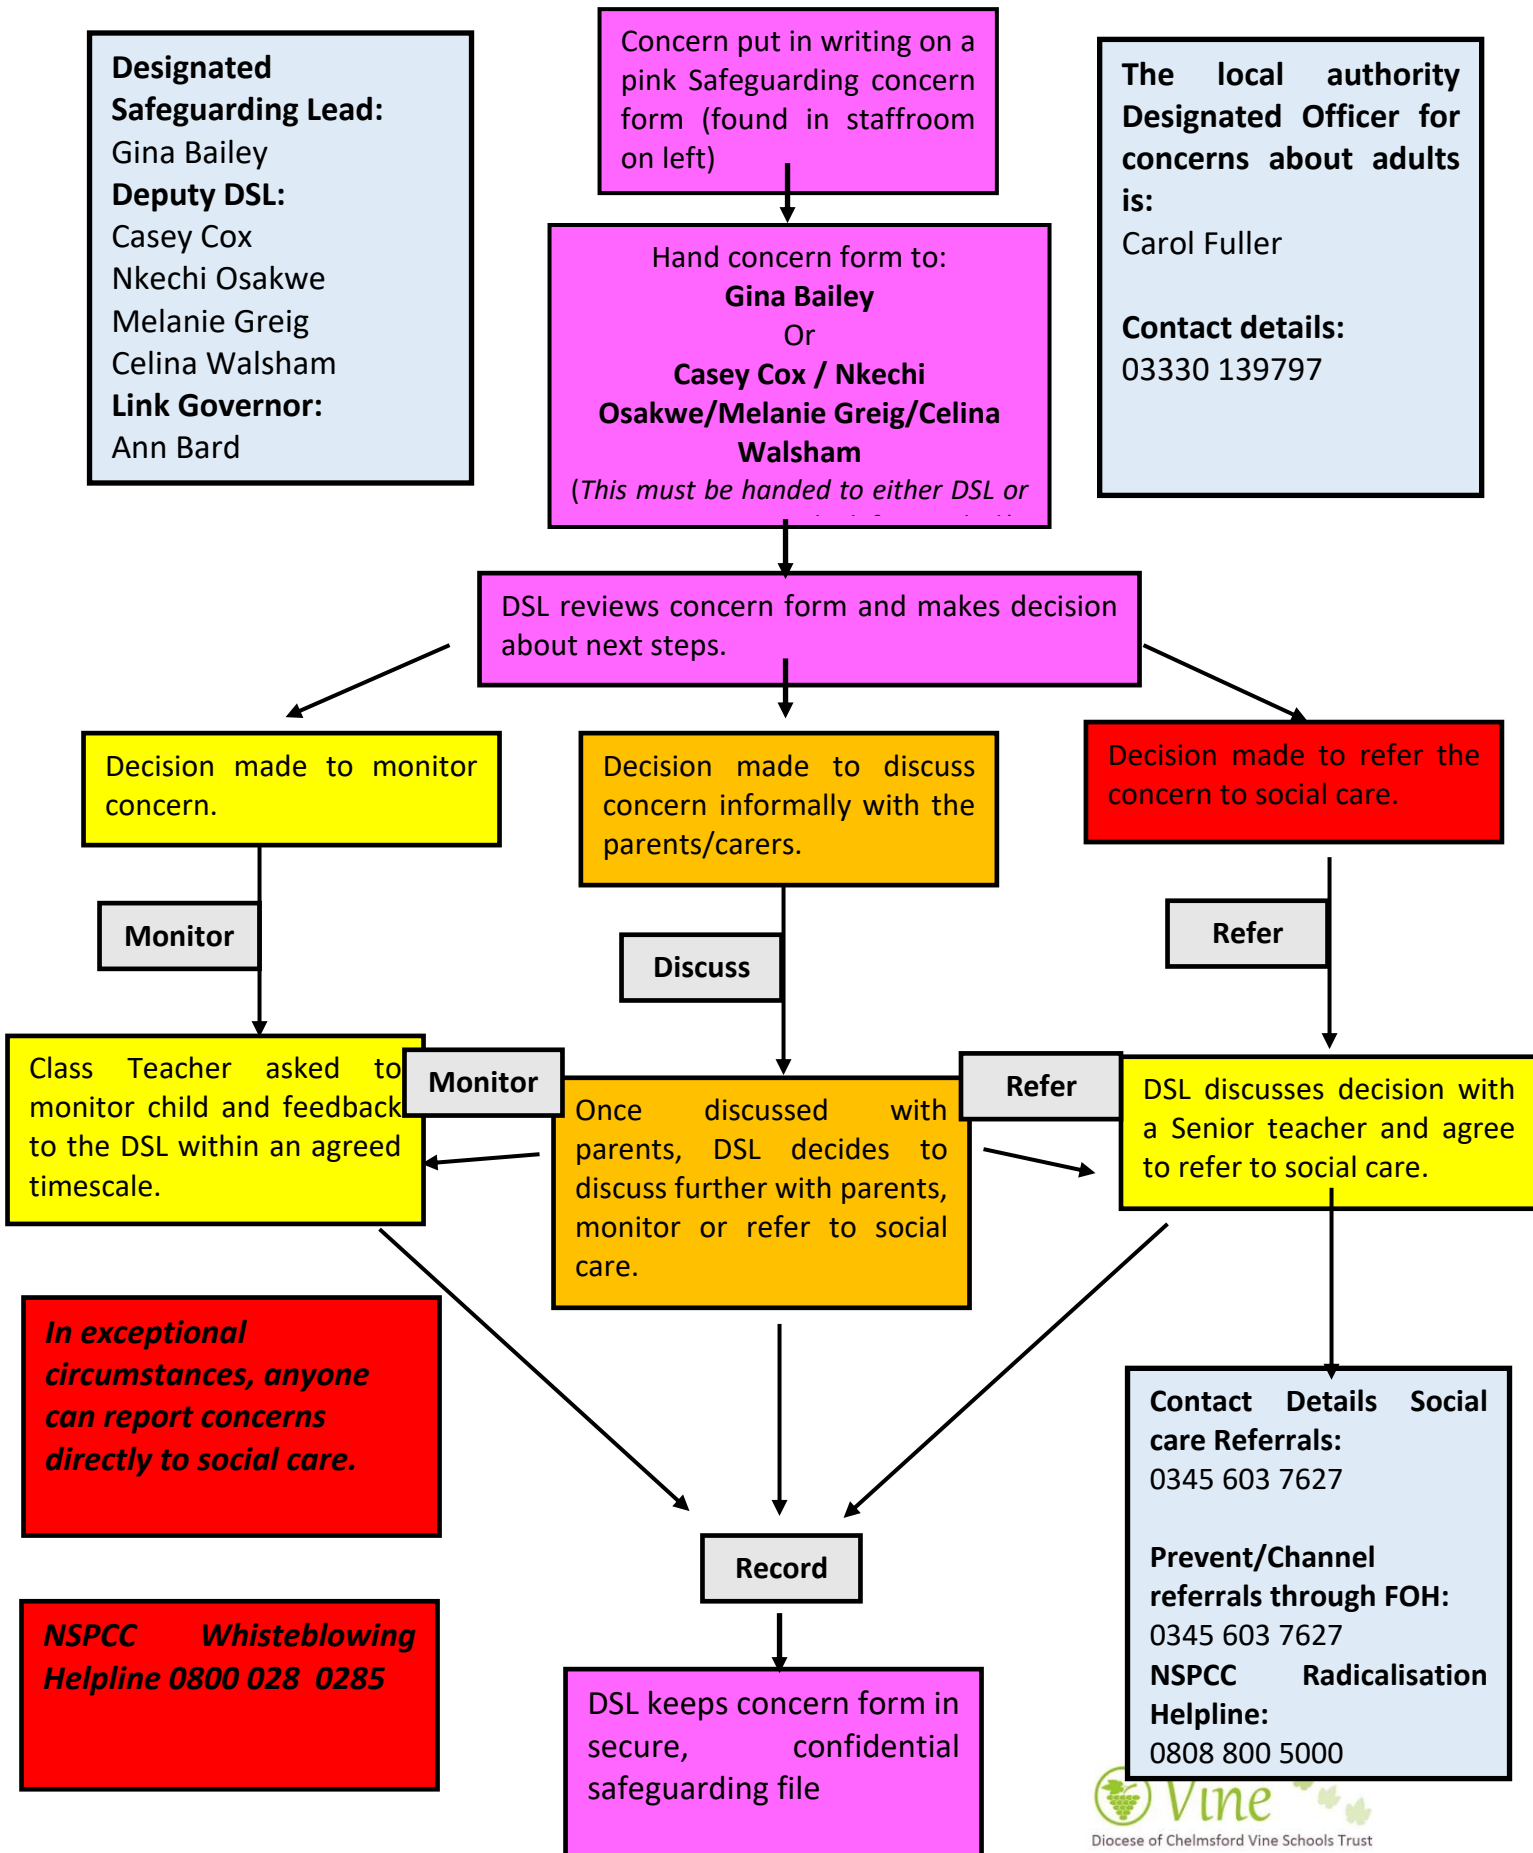 Designated
Safeguarding Lead:
Gina Bailey
Deputy DSL:
Casey Cox
Nkechi Osakwe
Melanie Greig
Celina Walsham
Link Governor:
Ann Bard
Concern put in writing on a
pink Safeguarding concern
form (found in staffroom
on left)
The local authority
Designated Officer for
concerns about adults
is:
Carol Fuller
Contact details:
03330 139797
Hand concern form to:
Gina Bailey
Or
Casey Cox / Nkechi
Osakwe/Melanie Greig/Celina
Walsham
(This must be handed to either DSL or
DSL reviews concern form and makes decision
about next steps.
Decision made to monitor
concern.
Decision made to discuss
concern informally with the
parents/carers.
Decision made to refer the
concern to social care.
Monitor
Discuss
Refer
Class Teacher asked to
monitor child and feedback
to the DSL within an agreed
timescale.
Monitor
Once discussed with
parents, DSL decides to
discuss further with parents,
monitor or refer to social
care.
Refer
DSL discusses decision with
a Senior teacher and agree
to refer to social care.
In exceptional
circumstances, anyone
can report concerns
directly to social care.
NSPCC Whisteblowing
Helpline 0800 028 0285
Record
DSL keeps concern form in
secure, confidential
safeguarding file
Contact Details Social
care Referrals:
0345 603 7627
Prevent/Channel
referrals through FOH:
0345 603 7627
NSPCC Radicalisation
Helpline:
0808 800 5000
Vine
Diocese of Chelmsford Vine Schools Trust